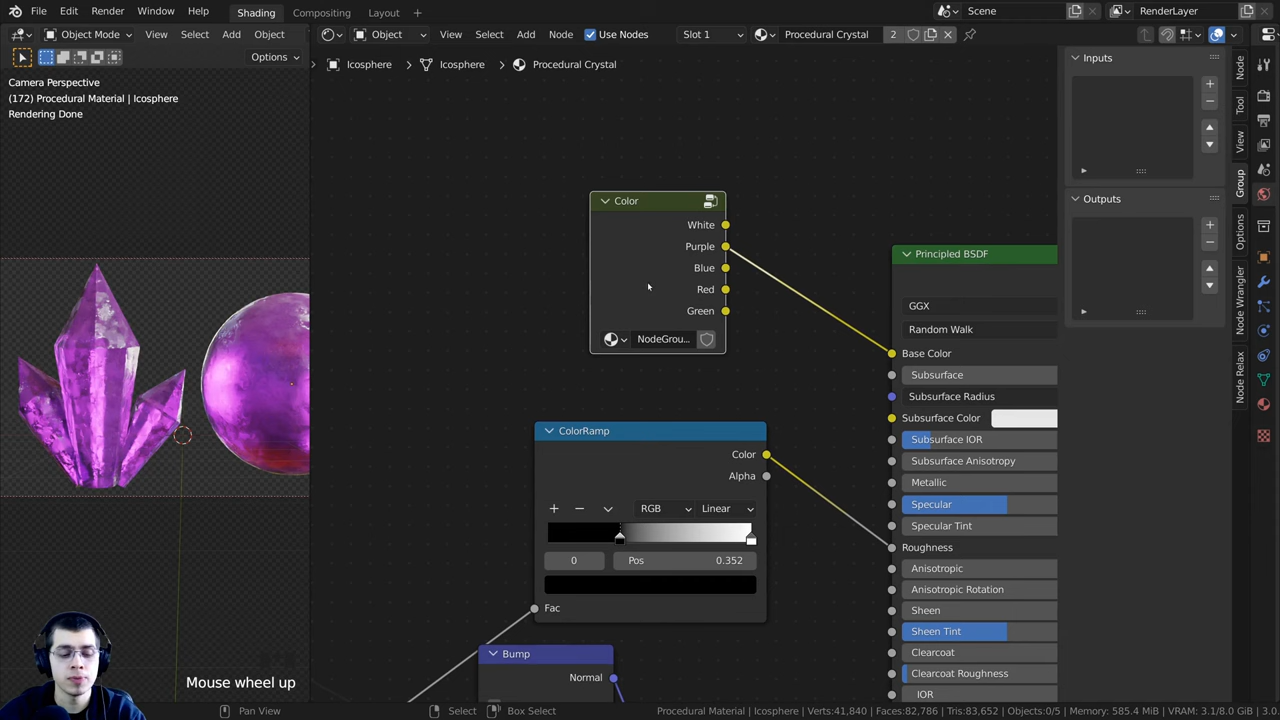 File Edit Render Window Help Shading Compositing Layout + Scene RenderLayer
Object Mode View Select Add Object Object View Select Add Node Use Nodes Slot 1 Procedural Crystal 2
Options
Icosphere > Icosphere > Procedural Crystal
Camera Perspective
(172) Procedural Material | Icosphere
Rendering Done
Inputs
Outputs
Node
Tool
View
Group
Options
Node Wrangler
Node Relax
Color
White
Purple
Blue
Red
Green
NodeGrou...
ColorRamp
Color
Alpha
RGB Linear
0 Pos 0.352
Fac
Bump
Normal
Principled BSDF
GGX
Random Walk
Base Color
Subsurface
Subsurface Radius
Subsurface Color
Subsurface IOR
Subsurface Anisotropy
Metallic
Specular
Specular Tint
Roughness
Anisotropic
Anisotropic Rotation
Sheen
Sheen Tint
Clearcoat
Clearcoat Roughness
IOR
Mouse wheel up
Pan View Select Box Select Procedural Material | Icosphere | Verts:41,840 | Faces:82,786 | Tris:83,652 | Objects:0/5 | Memory: 585.4 MiB | VRAM: 3.1/8.0 GiB | 3.0